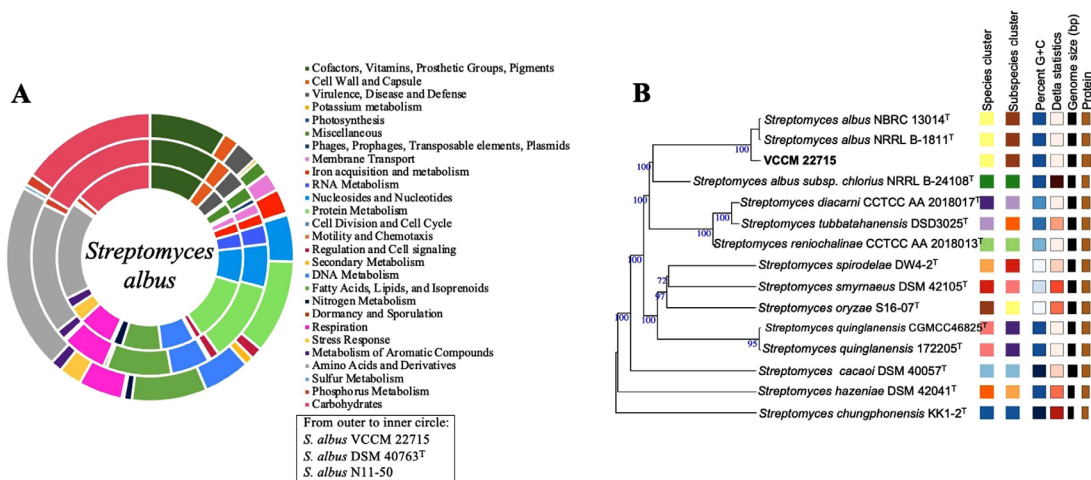 A
Streptomyces
albus
Cofactors, Vitamins, Prosthetic Groups, Pigments
Cell Wall and Capsule
Virulence, Disease and Defense
Potassium metabolism
Photosynthesis
Miscellaneous
Phages, Prophages, Transposable elements, Plasmids
Membrane Transport
Iron acquisition and metabolism
RNA Metabolism
Nucleosides and Nucleotides
Protein Metabolism
Cell Division and Cell Cycle
Motility and Chemotaxis
Regulation and Cell signaling
Secondary Metabolism
DNA Metabolism
Fatty Acids, Lipids, and Isoprenoids
Nitrogen Metabolism
Dormancy and Sporulation
Respiration
Stress Response
Metabolism of Aromatic Compounds
Amino Acids and Derivatives
Sulfur Metabolism
Phosphorus Metabolism
Carbohydrates
From outer to inner circle:
S. albus VCCM 22715
S. albus DSM 40763ᵀ
S. albus N11-50
B
Species cluster
Subspecies cluster
Percent G+C
Detla statistics
Genome size (bp)
Protein
Streptomyces albus NBRC 13014ᵀ
Streptomyces albus NRRL B-1811ᵀ
100
VCCM 22715
Streptomyces albus subsp. chlorius NRRL B-24108ᵀ
100
Streptomyces diacarni CCTCC AA 2018017ᵀ
100
Streptomyces tubbatahanensis DSD3025ᵀ
100
100
Streptomyces reniochalinae CCTCC AA 2018013ᵀ
100
Streptomyces spirodelae DW4-2ᵀ
72
Streptomyces smyrnaeus DSM 42105ᵀ
97
Streptomyces oryzae S16-07ᵀ
100
100
Streptomyces quinglanensis CGMCC46825ᵀ
95
Streptomyces quinglanensis 172205ᵀ
Streptomyces cacaoi DSM 40057ᵀ
Streptomyces hazeniae DSM 42041ᵀ
Streptomyces chungphonensis KK1-2ᵀ